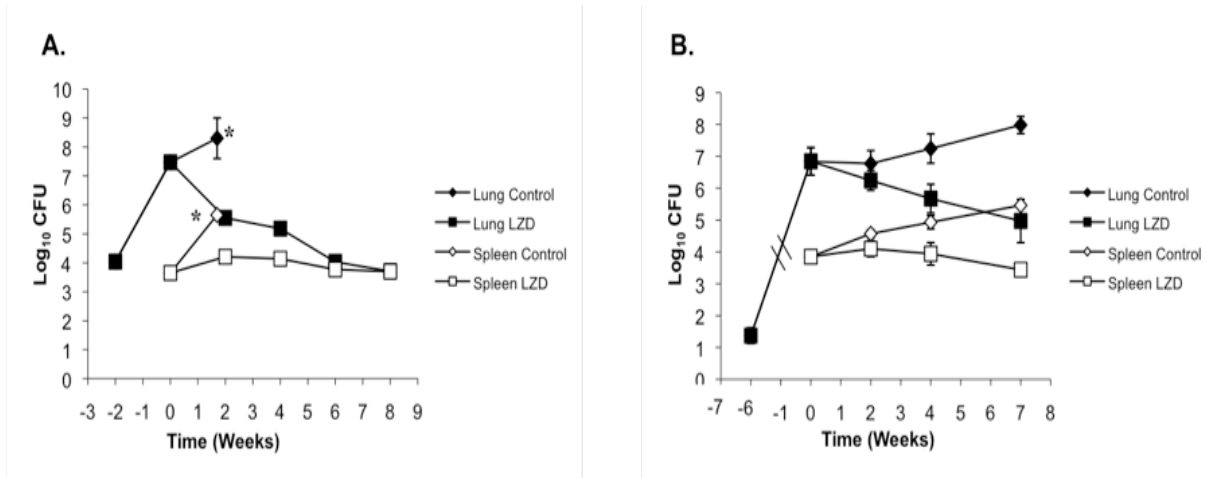 A.
10
9
8
7
6
5
4
3
2
1
0
Log10 CFU
*
*
-3 -2 -1 0 1 2 3 4 5 6 7 8 9
Time (Weeks)
Lung Control
Lung LZD
Spleen Control
Spleen LZD
B.
9
8
7
6
5
4
3
2
1
0
Log10 CFU
-7 -6 -1 0 1 2 3 4 5 6 7 8
Time (Weeks)
Lung Control
Lung LZD
Spleen Control
Spleen LZD